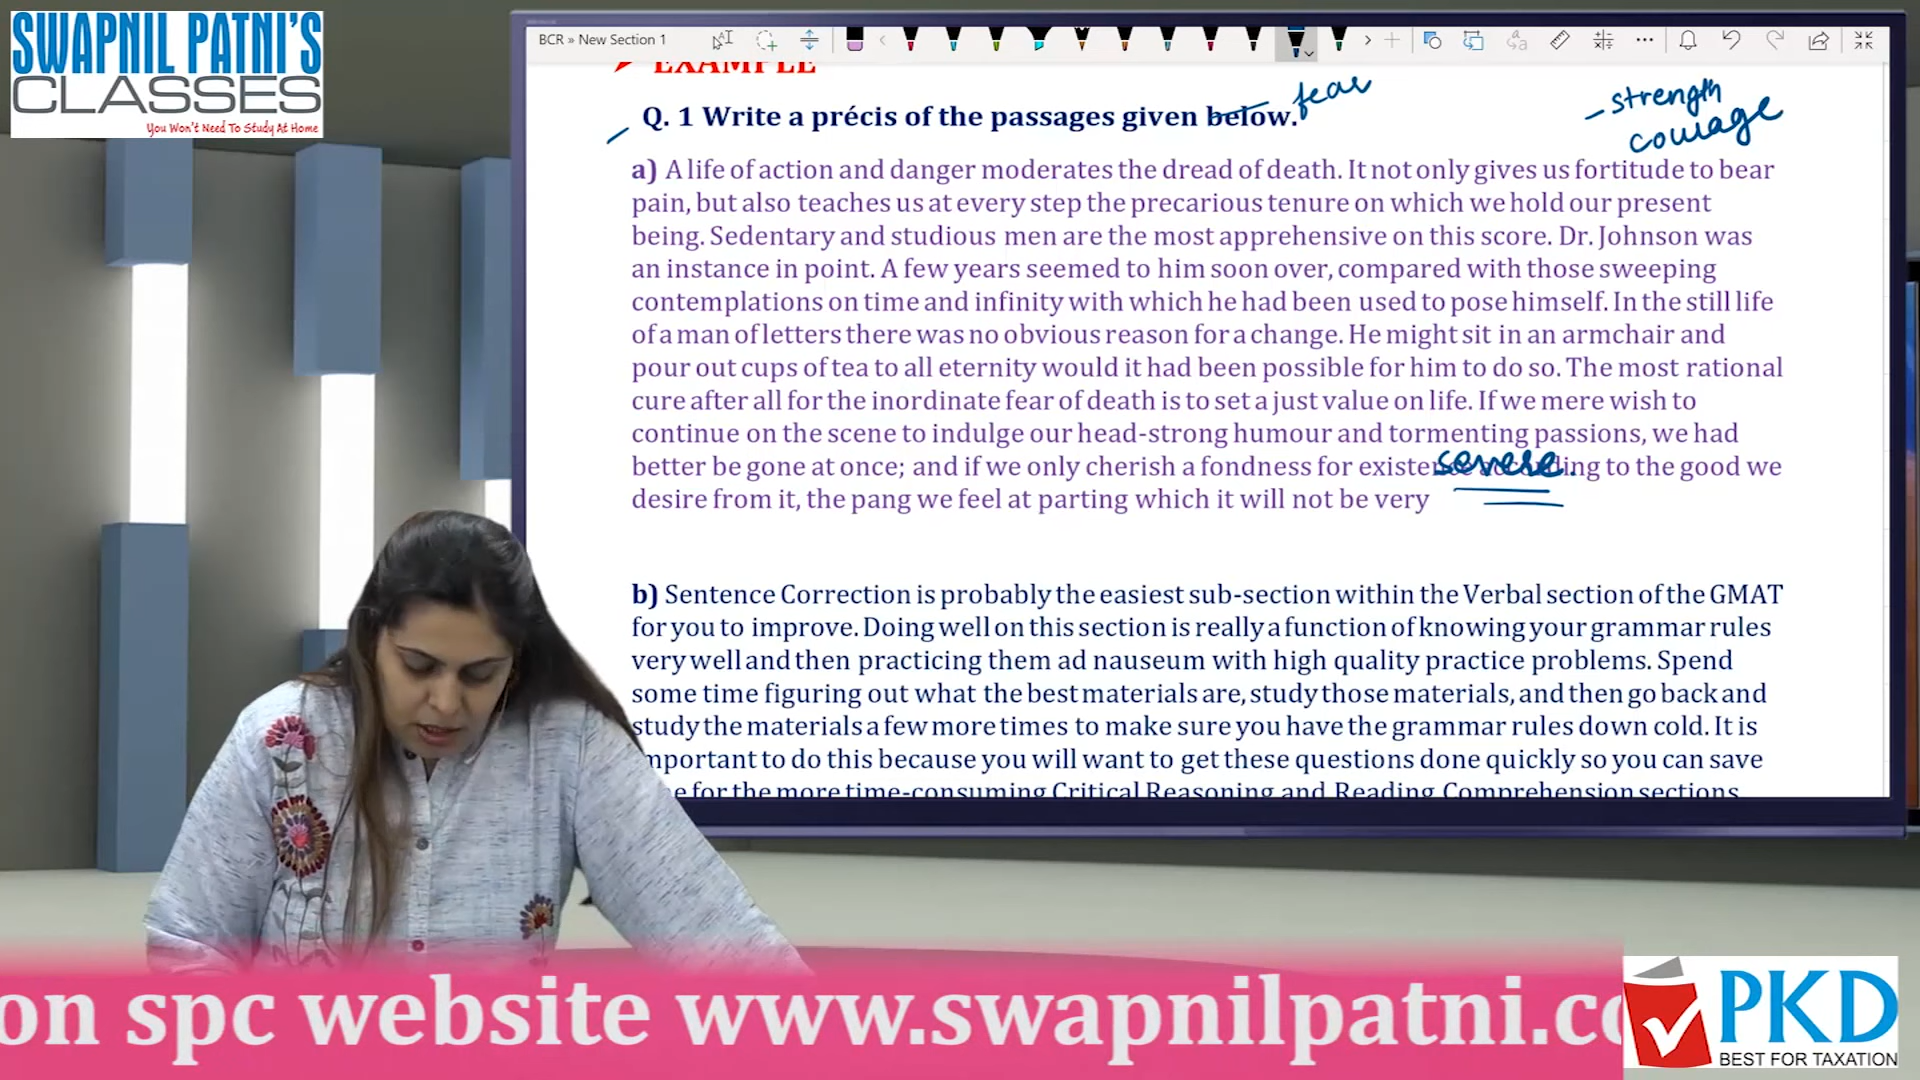 SWAPNIL PATNI'S
CLASSES
You Won't Need To Study At Home
BCR » New Section 1
EXAMPLE
Q. 1 Write a précis of the passages given below.
fear
strength
courage
a) A life of action and danger moderates the dread of death. It not only gives us fortitude to bear
pain, but also teaches us at every step the precarious tenure on which we hold our present
being. Sedentary and studious men are the most apprehensive on this score. Dr. Johnson was
an instance in point. A few years seemed to him soon over, compared with those sweeping
contemplations on time and infinity with which he had been used to pose himself. In the still life
of a man of letters there was no obvious reason for a change. He might sit in an armchair and
pour out cups of tea to all eternity would it had been possible for him to do so. The most rational
cure after all for the inordinate fear of death is to set a just value on life. If we mere wish to
continue on the scene to indulge our head-strong humour and tormenting passions, we had
better be gone at once; and if we only cherish a fondness for existence according to the good we
severe.
desire from it, the pang we feel at parting which it will not be very
b) Sentence Correction is probably the easiest sub-section within the Verbal section of the GMAT
for you to improve. Doing well on this section is really a function of knowing your grammar rules
very well and then practicing them ad nauseum with high quality practice problems. Spend
some time figuring out what the best materials are, study those materials, and then go back and
study the materials a few more times to make sure you have the grammar rules down cold. It is
mportant to do this because you will want to get these questions done quickly so you can save
e for the more time-consuming Critical Reasoning and Reading Comprehension sections
on spc website www.swapnilpatni.co
PKD
BEST FOR TAXATION